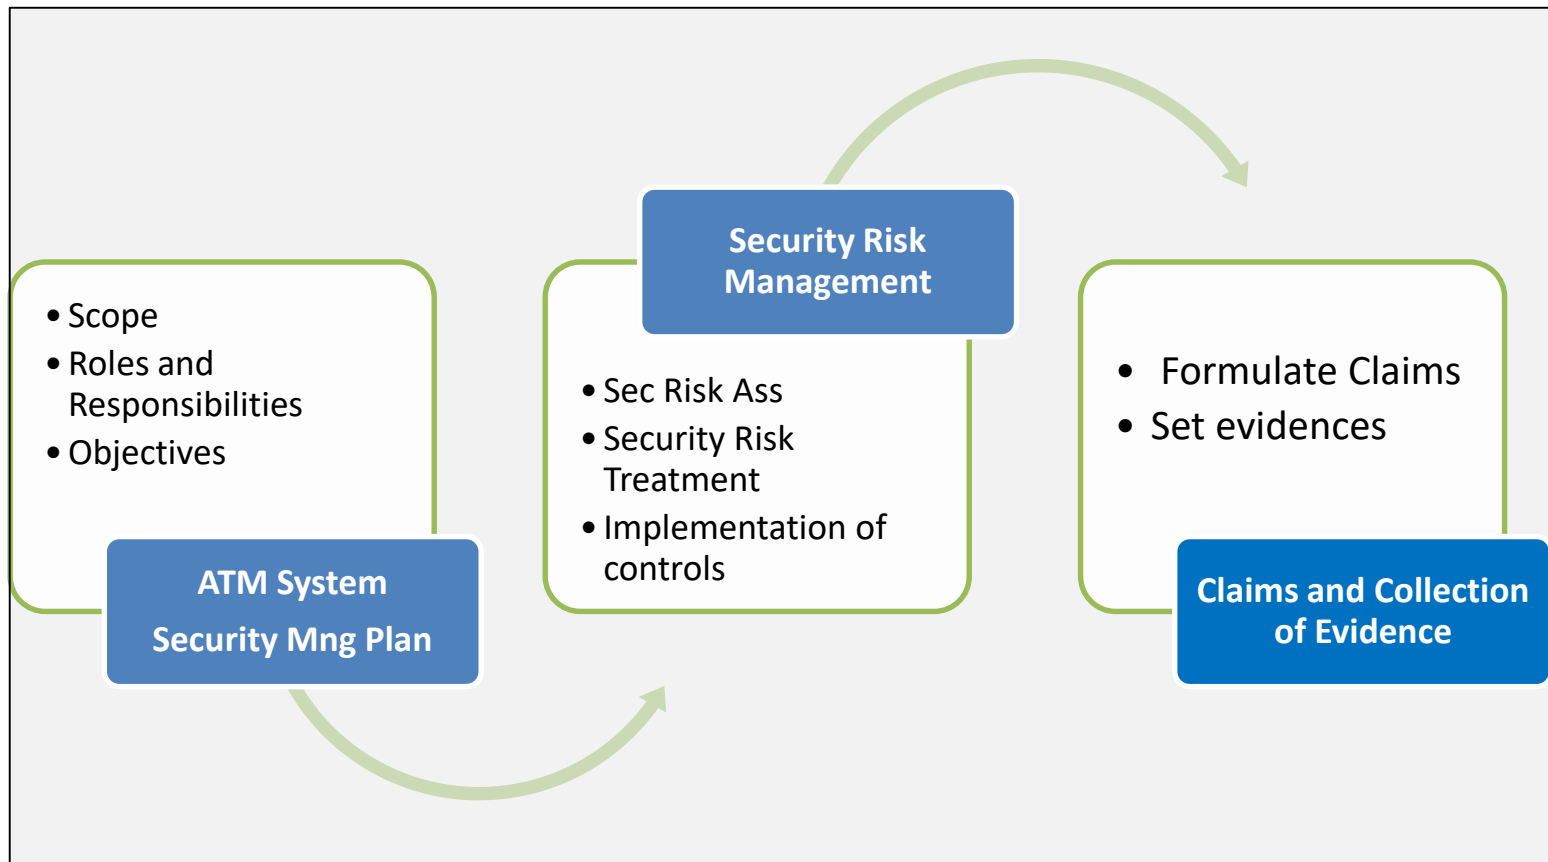 • Scope
• Roles and
Responsibilities
• Objectives
ATM System
Security Mng Plan
Security Risk
Management
• Sec Risk Ass
• Security Risk
Treatment
• Implementation of
controls
• Formulate Claims
• Set evidences
Claims and Collection
of Evidence